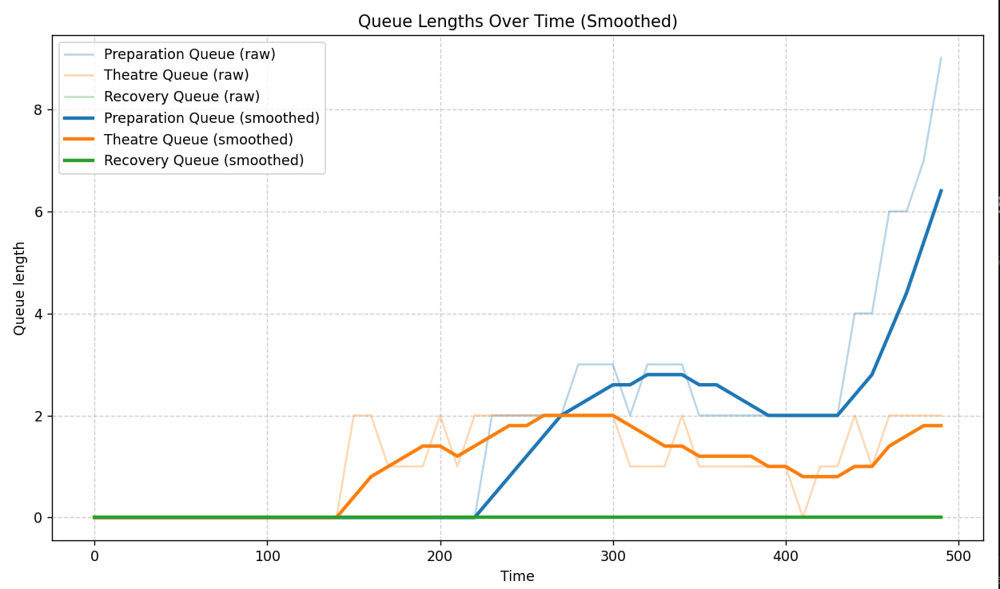 Queue Lengths Over Time (Smoothed)
Preparation Queue (raw)
Theatre Queue (raw)
Recovery Queue (raw)
Preparation Queue (smoothed)
Theatre Queue (smoothed)
Recovery Queue (smoothed)
Queue length
8
6
4
2
0
0 100 200 300 400 500
Time